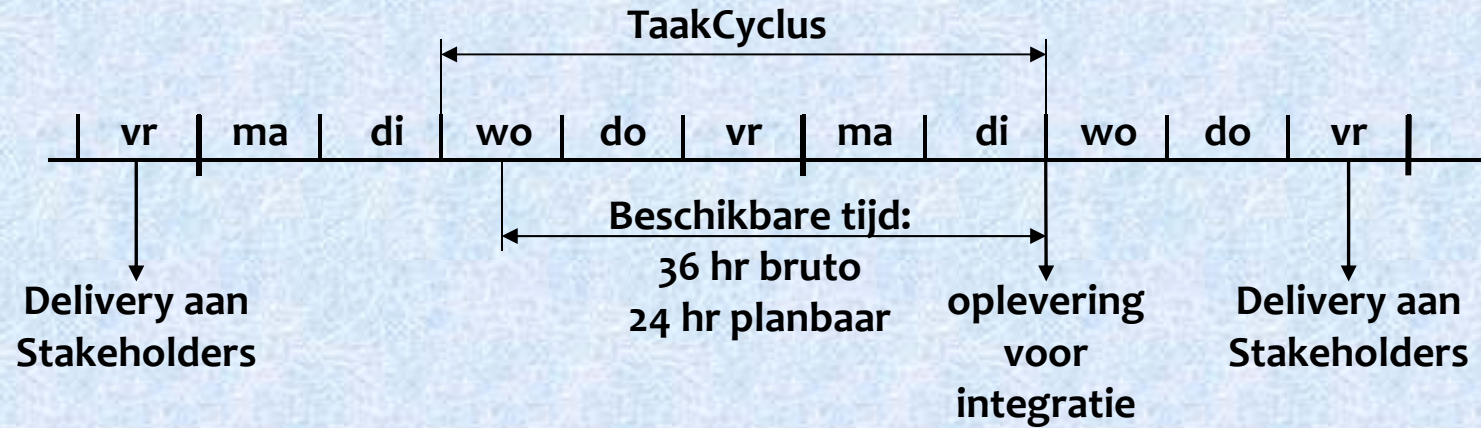 TaakCyclus
vr ma di wo do vr ma di wo do vr
Beschikbare tijd:
36 hr bruto
24 hr planbaar
Delivery aan
Stakeholders
oplevering
voor
integratie
Delivery aan
Stakeholders